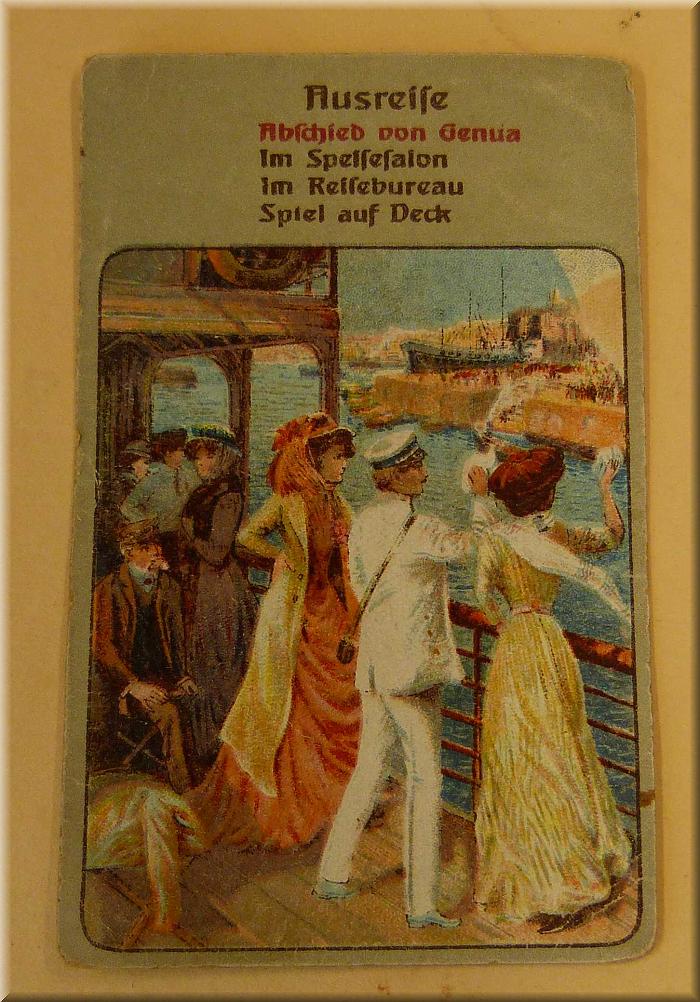 Ausreise
Abschied von Genua
Im Speisesalon
Im Reisebureau
Spiel auf Deck